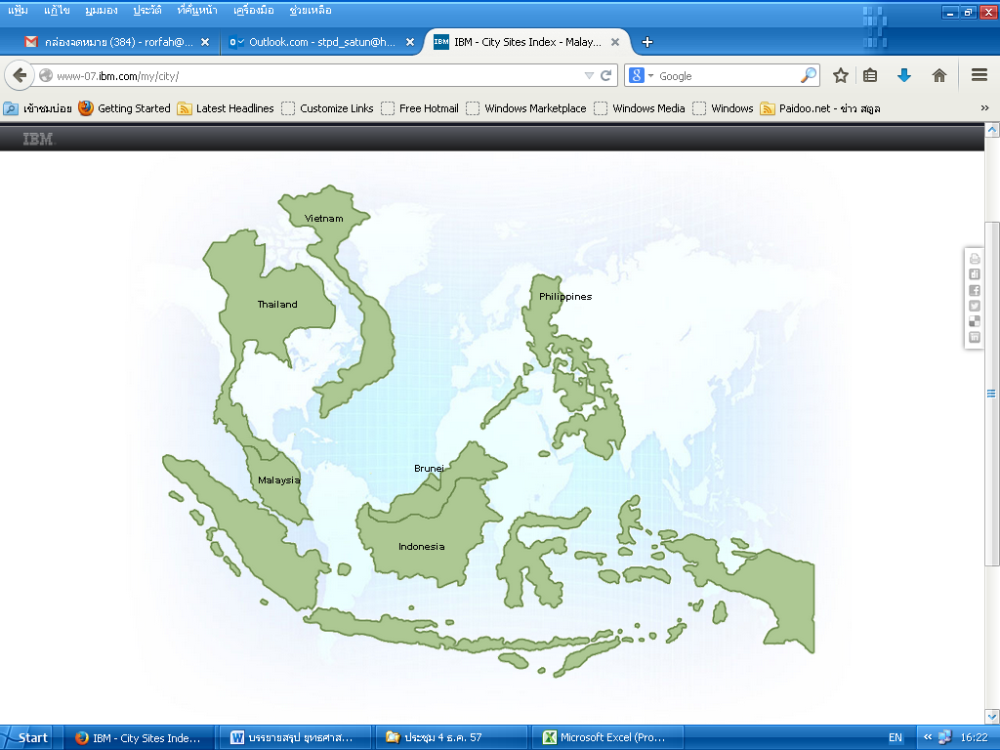 แฟ้ม แก้ไข มุมมอง ประวัติ ที่คั่นหน้า เครื่องมือ ช่วยเหลือ
กล่องจดหมาย (384) - rorfah@... Outlook.com - stpd_satun@h... IBM IBM - City Sites Index - Malay...
www-07.ibm.com/my/city/ Google
เข้าชมบ่อย Getting Started Latest Headlines Customize Links Free Hotmail Windows Marketplace Windows Media Windows Paidoo.net - ข่าว สตูล
IBM
Vietnam
Philippines
Thailand
Brunei
Malaysia
Indonesia
Start IBM - City Sites Inde... บรรยายสรุป ยุทธศาส... ประชุม 4 ธ.ค. 57 Microsoft Excel (Pro... EN 16:22